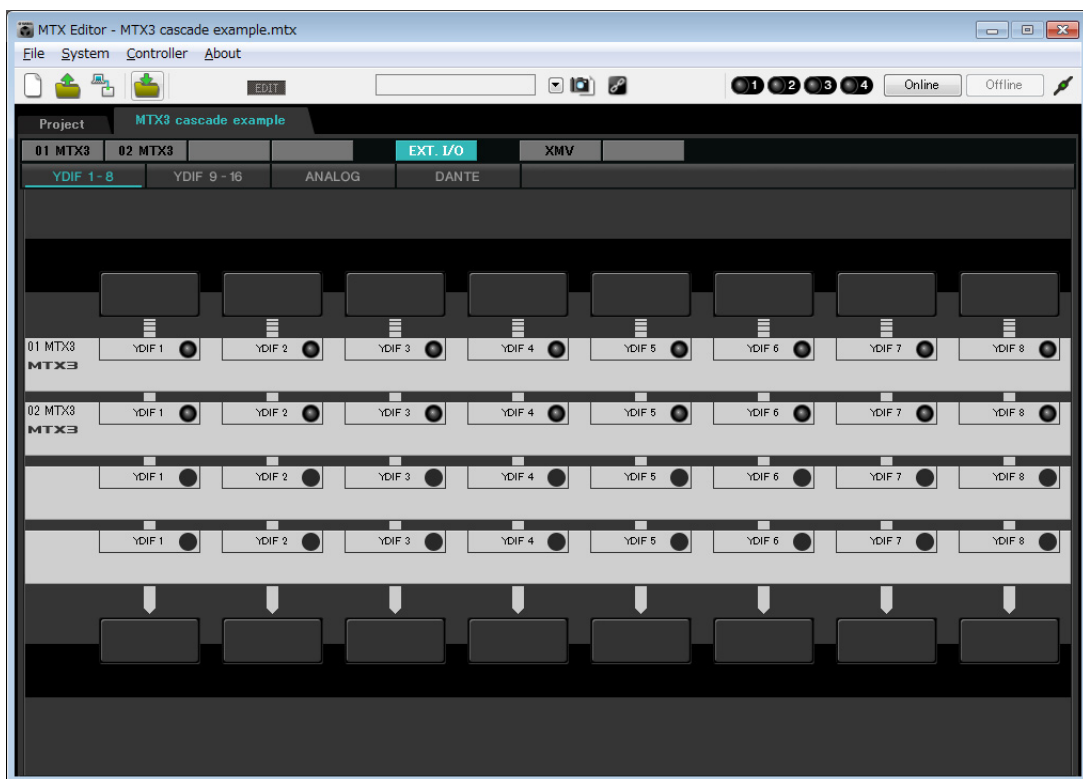 MTX Editor - MTX3 cascade example.mtx
File System Controller About
EDIT 1 2 3 4 Online Offline
Project MTX3 cascade example
01 MTX3 02 MTX3 EXT. I/O XMV
YDIF 1-8 YDIF 9-16 ANALOG DANTE
01 MTX3 YDIF 1 YDIF 2 YDIF 3 YDIF 4 YDIF 5 YDIF 6 YDIF 7 YDIF 8
MTX3
02 MTX3 YDIF 1 YDIF 2 YDIF 3 YDIF 4 YDIF 5 YDIF 6 YDIF 7 YDIF 8
MTX3
YDIF 1 YDIF 2 YDIF 3 YDIF 4 YDIF 5 YDIF 6 YDIF 7 YDIF 8
YDIF 1 YDIF 2 YDIF 3 YDIF 4 YDIF 5 YDIF 6 YDIF 7 YDIF 8